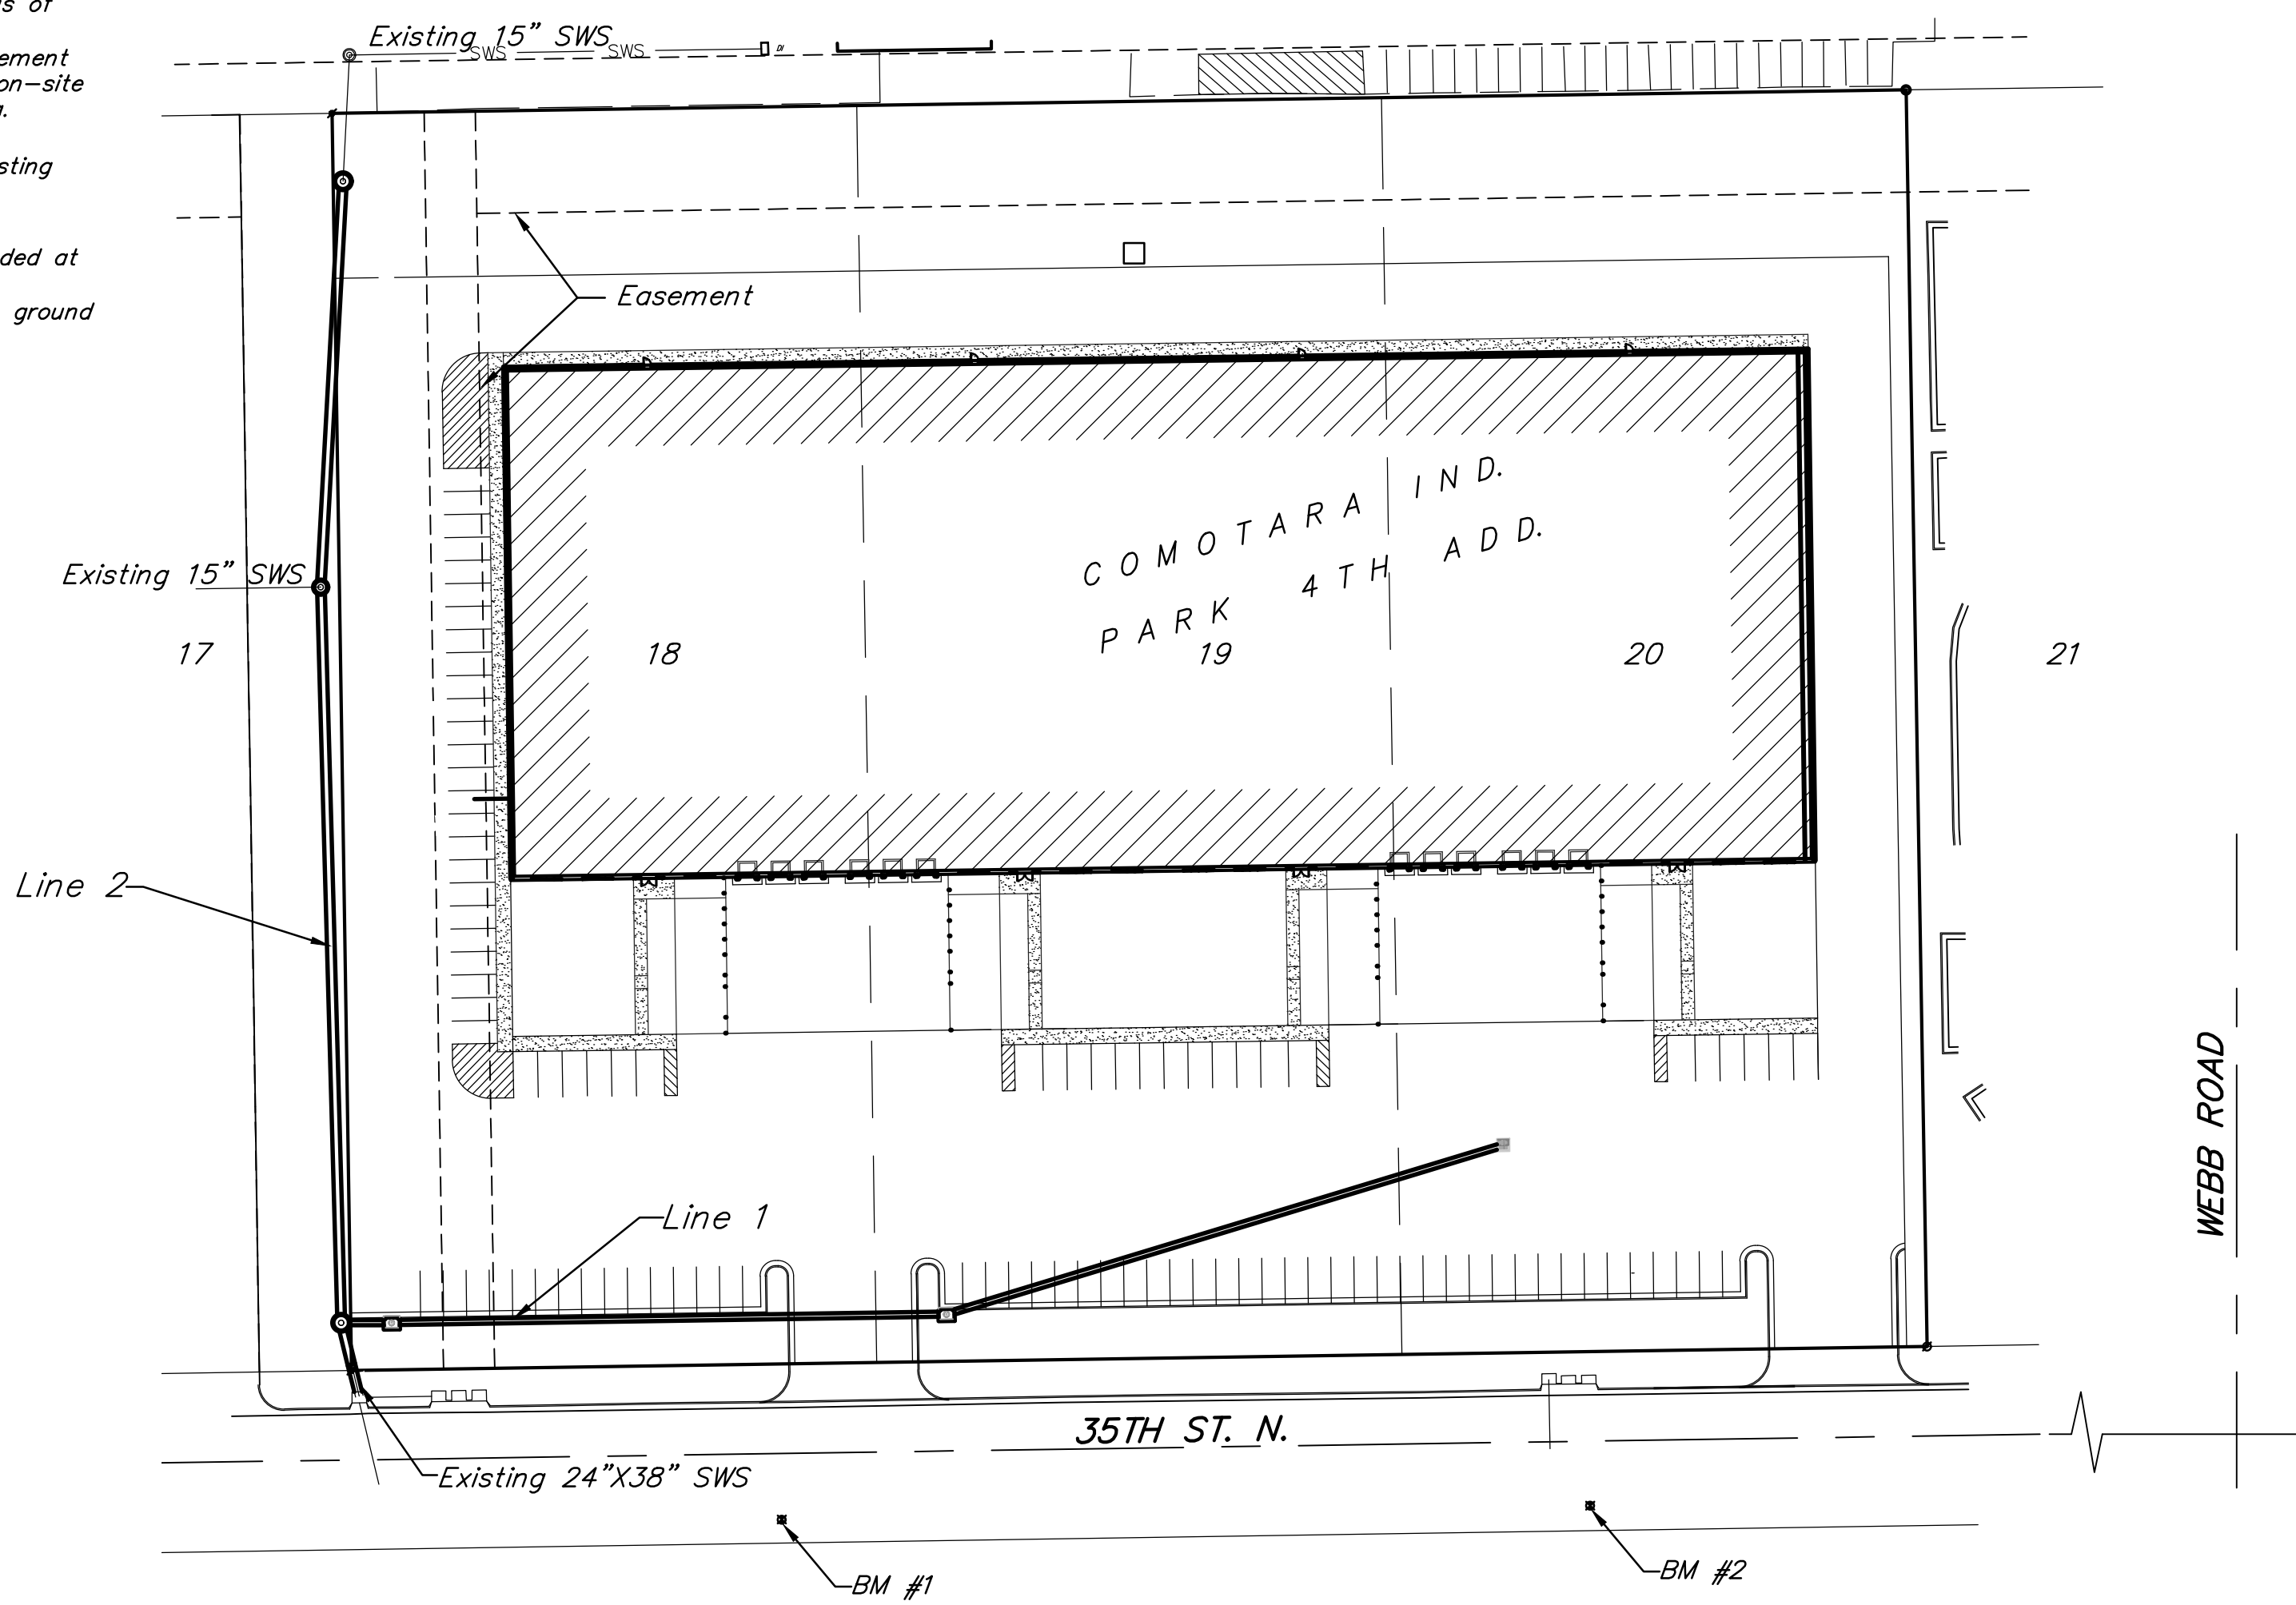 s of
Existing 15” SWS
SWS SWS
DI
ement
on-site
sting
ded at
ground
Easement
COMOTARA IND.
PARK 4TH ADD.
Existing 15” SWS
17
18
19
20
21
Line 2
Line 1
WEBB ROAD
35TH ST. N.
Existing 24”X38” SWS
BM #1
BM #2